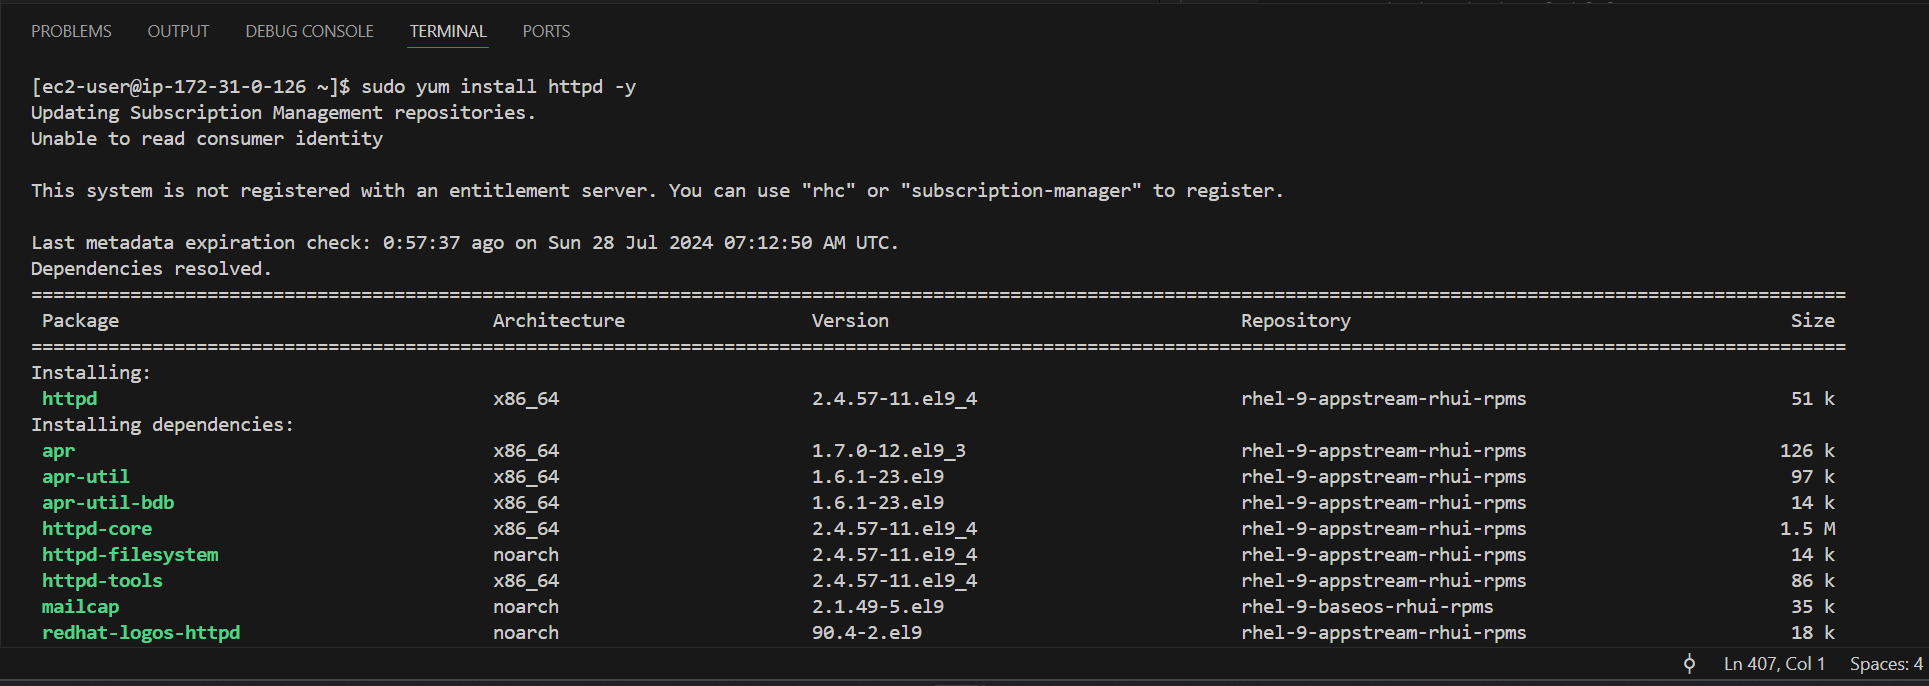 PROBLEMS OUTPUT DEBUG CONSOLE TERMINAL PORTS
[ec2-user@ip-172-31-0-126 ~]$ sudo yum install httpd -y
Updating Subscription Management repositories.
Unable to read consumer identity
This system is not registered with an entitlement server. You can use "rhc" or "subscription-manager" to register.
Last metadata expiration check: 0:57:37 ago on Sun 28 Jul 2024 07:12:50 AM UTC.
Dependencies resolved.
=====================================================================================================================================================================
Package Architecture Version Repository Size
=====================================================================================================================================================================
Installing:
httpd x86_64 2.4.57-11.el9_4 rhel-9-appstream-rhui-rpms 51 k
Installing dependencies:
apr x86_64 1.7.0-12.el9_3 rhel-9-appstream-rhui-rpms 126 k
apr-util x86_64 1.6.1-23.el9 rhel-9-appstream-rhui-rpms 97 k
apr-util-bdb x86_64 1.6.1-23.el9 rhel-9-appstream-rhui-rpms 14 k
httpd-core x86_64 2.4.57-11.el9_4 rhel-9-appstream-rhui-rpms 1.5 M
httpd-filesystem noarch 2.4.57-11.el9_4 rhel-9-appstream-rhui-rpms 14 k
httpd-tools x86_64 2.4.57-11.el9_4 rhel-9-appstream-rhui-rpms 86 k
mailcap noarch 2.1.49-5.el9 rhel-9-baseos-rhui-rpms 35 k
redhat-logos-httpd noarch 90.4-2.el9 rhel-9-appstream-rhui-rpms 18 k
Ln 407, Col 1 Spaces: 4